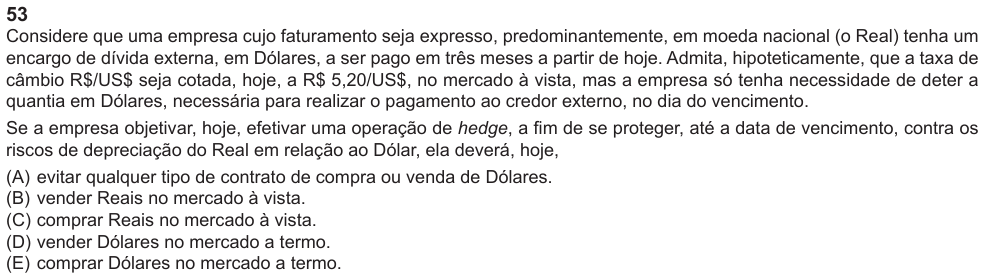 53
Considere que uma empresa cujo faturamento seja expresso, predominantemente, em moeda nacional (o Real) tenha um
encargo de dívida externa, em Dólares, a ser pago em três meses a partir de hoje. Admita, hipoteticamente, que a taxa de
câmbio R$/US$ seja cotada, hoje, a R$ 5,20/US$, no mercado à vista, mas a empresa só tenha necessidade de deter a
quantia em Dólares, necessária para realizar o pagamento ao credor externo, no dia do vencimento.
Se a empresa objetivar, hoje, efetivar uma operação de hedge, a fim de se proteger, até a data de vencimento, contra os
riscos de depreciação do Real em relação ao Dólar, ela deverá, hoje,
(A) evitar qualquer tipo de contrato de compra ou venda de Dólares.
(B) vender Reais no mercado à vista.
(C) comprar Reais no mercado à vista.
(D) vender Dólares no mercado a termo.
(E) comprar Dólares no mercado a termo.